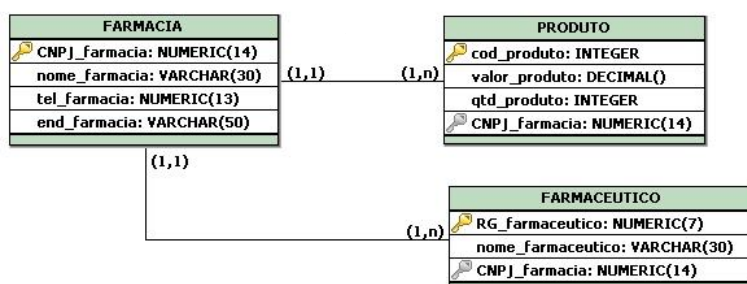 FARMACIA
CNPJ_farmacia: NUMERIC(14)
nome_farmacia: VARCHAR(30)
tel_farmacia: NUMERIC(13)
end_farmacia: VARCHAR(50)
(1,1)
(1,n)
PRODUTO
cod_produto: INTEGER
valor_produto: DECIMAL()
qtd_produto: INTEGER
CNPJ_farmacia: NUMERIC(14)
(1,1)
(1,n)
FARMACEUTICO
RG_farmaceutico: NUMERIC(7)
nome_farmaceutico: VARCHAR(30)
CNPJ_farmacia: NUMERIC(14)